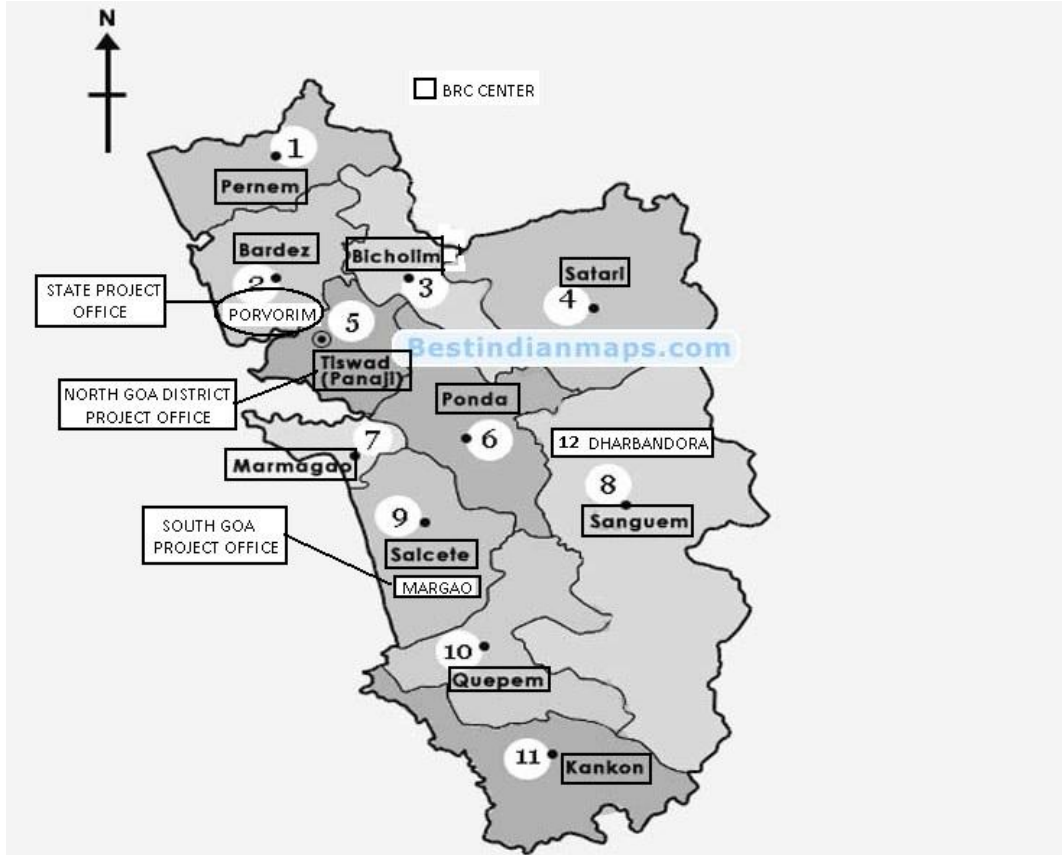 N
BRC CENTER
1
Pernem
Bardez
2
Bicholim
3
Satari
4
STATE PROJECT
OFFICE
PORVORIM
5
Bestindianmaps.com
Tiswad
(Panaji)
NORTH GOA DISTRICT
PROJECT OFFICE
Ponda
6
7
Marmagao
12 DHARBANDORA
8
Sanguem
9
SOUTH GOA
PROJECT OFFICE
Salcete
MARGAO
10
Quepem
11
Kankon